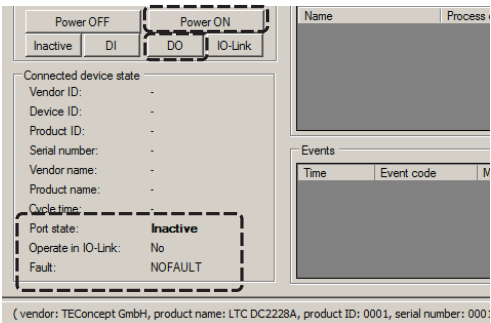 Power OFF Power ON
Inactive DI DO IO-Link
Connected device state
Vendor ID: -
Device ID: -
Product ID: -
Serial number: -
Vendor name: -
Product name: -
Cycle time: -
Port state: Inactive
Operate in IO-Link: No
Fault: NOFAULT
Name Process
Events
Time Event code M
( vendor: TEConcept GmbH, product name: LTC DC2228A, product ID: 0001, serial number: 0001